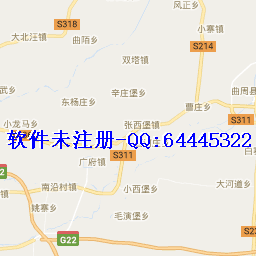 风正乡
S318
小寨镇
大北汪镇
曲陌乡
S214
双塔镇
武乡
辛庄堡乡
曲周县
东杨庄乡
曹庄乡
小龙马乡
张西堡镇
S311
S311
软件未注册-QQ:64445322
广府镇
S311
南沿村镇
小西堡乡
大河道乡
姚寨乡
毛演堡乡
G22